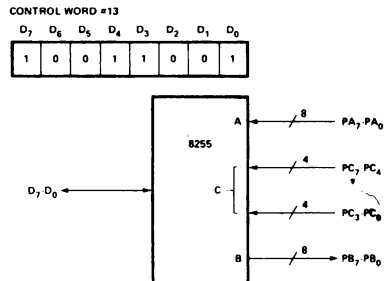 CONTROL WORD #13
D7 D6 D5 D4 D3 D2 D1 D0
1 0 0 1 1 0 0 1
8255
A 8 PA7-PA0
4 PC7-PC4
C
D7-D0
4 PC3-PC0
B 8 PB7-PB0